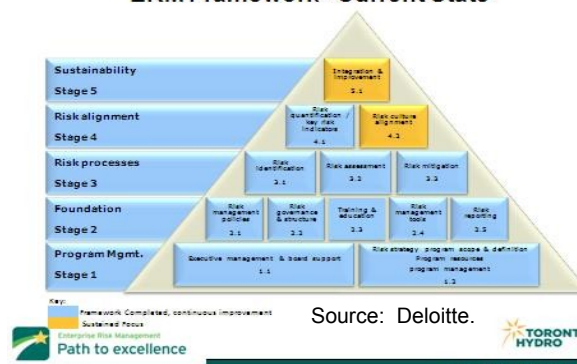 ERM Framework - Current State
Sustainability
Stage 5
Integration &
improvement
5.1
Risk alignment
Stage 4
Risk
quantification /
key risk
indicators
4.1
Risk culture
alignment
4.2
Risk processes
Stage 3
Risk
identification
3.1
Risk assessment
3.2
Risk mitigation
3.3
Foundation
Stage 2
Risk
management
policies
2.1
Risk
governance
& structure
2.2
Training &
education
2.3
Risk
management
tools
2.4
Risk
reporting
2.5
Program Mgmt.
Stage 1
Executive management & board support
1.1
Risk strategy program scope & definition
Program resources
program management
1.2
Key:
Framework Completed, continuous improvement
Sustained Focus
Source: Deloitte.
Enterprise Risk Management
Path to excellence
TORONT
HYDRO